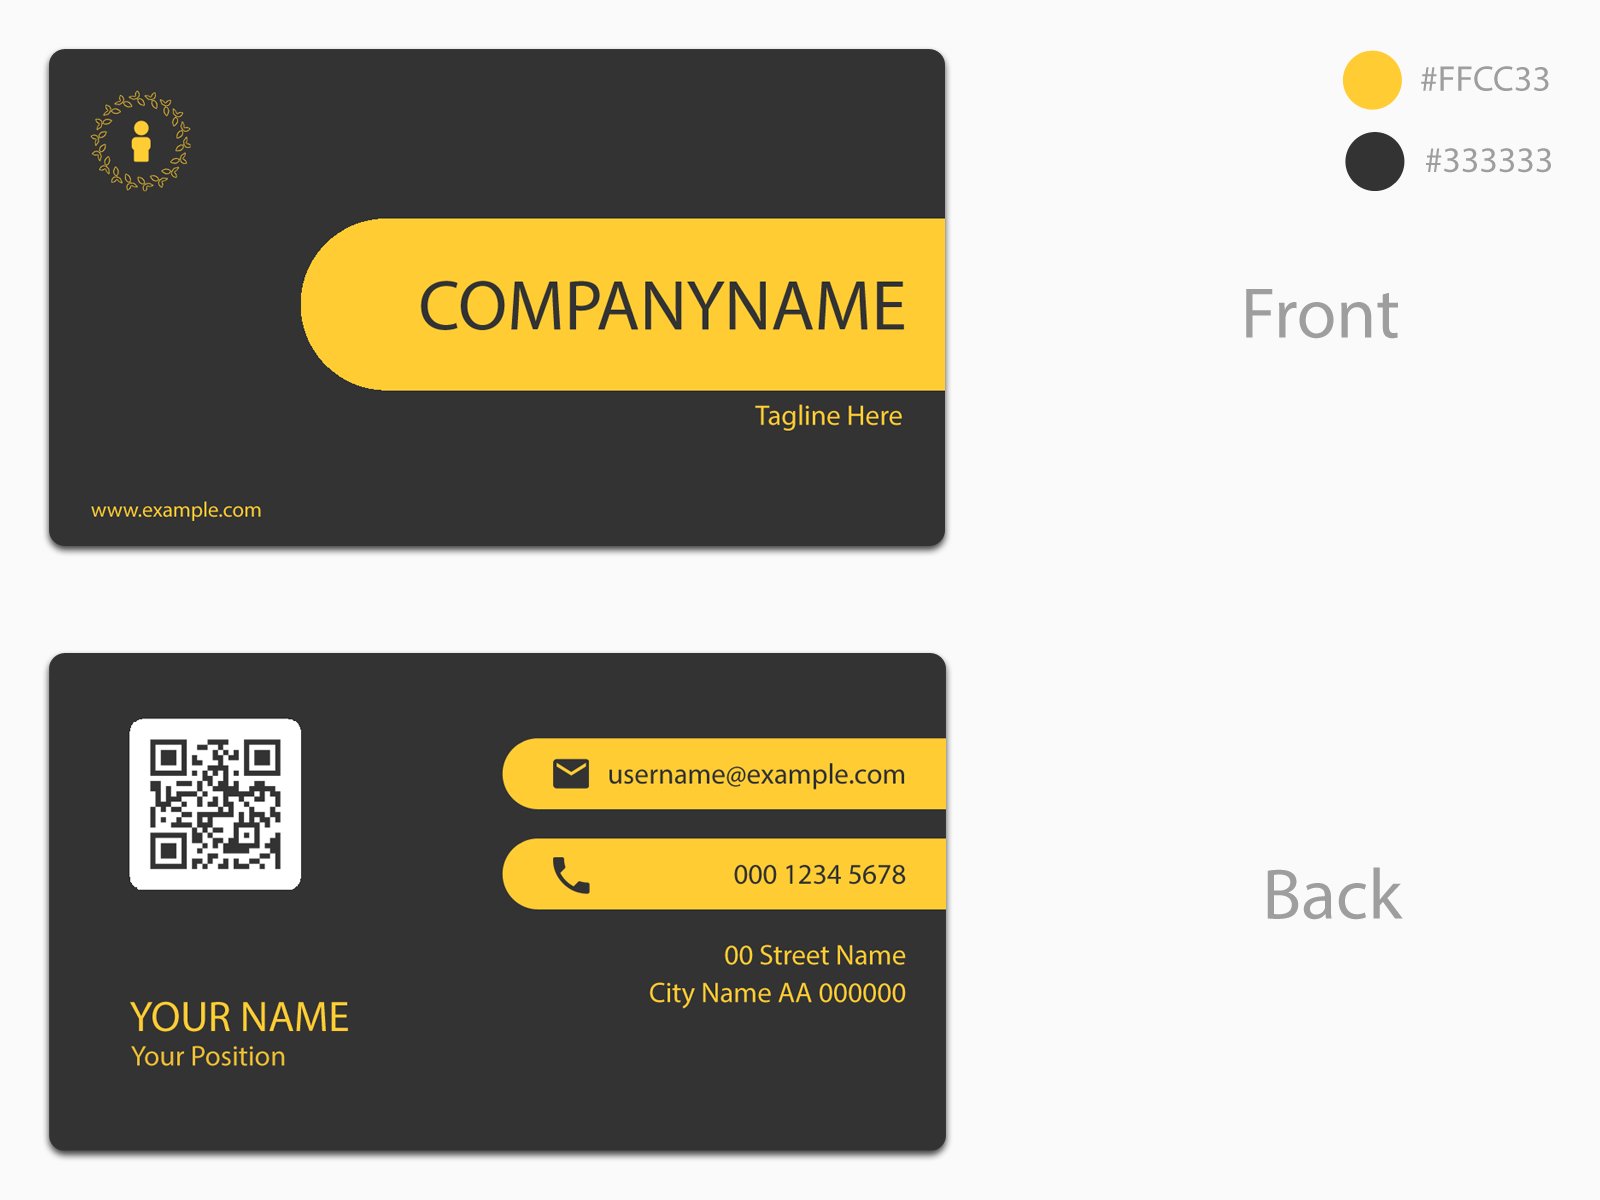 #FFCC33
#333333
Front
COMPANYNAME
Tagline Here
www.example.com
Back
username@example.com
000 1234 5678
00 Street Name
City Name AA 000000
YOUR NAME
Your Position